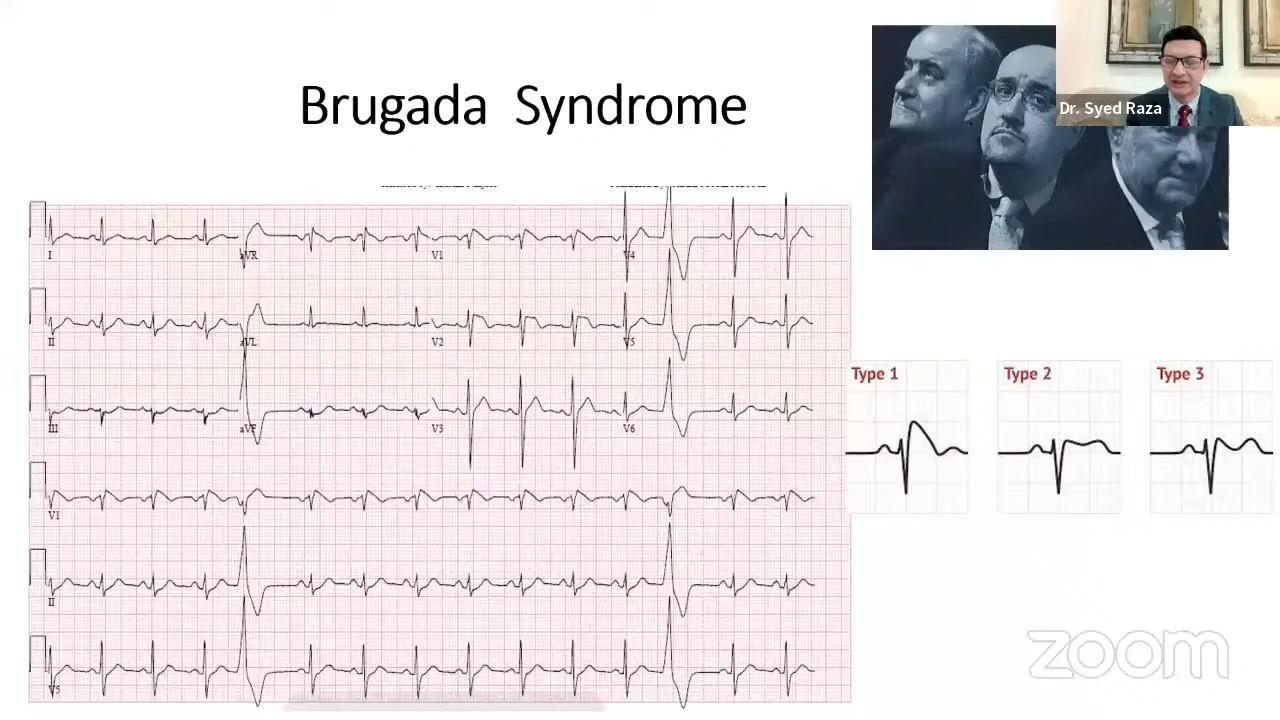 Brugada Syndrome
Dr. Syed Raza
I aVR V1 V4
II aVL V2 V5
III aVF V3 V6
V1
II
V5
Type 1 Type 2 Type 3
zoom